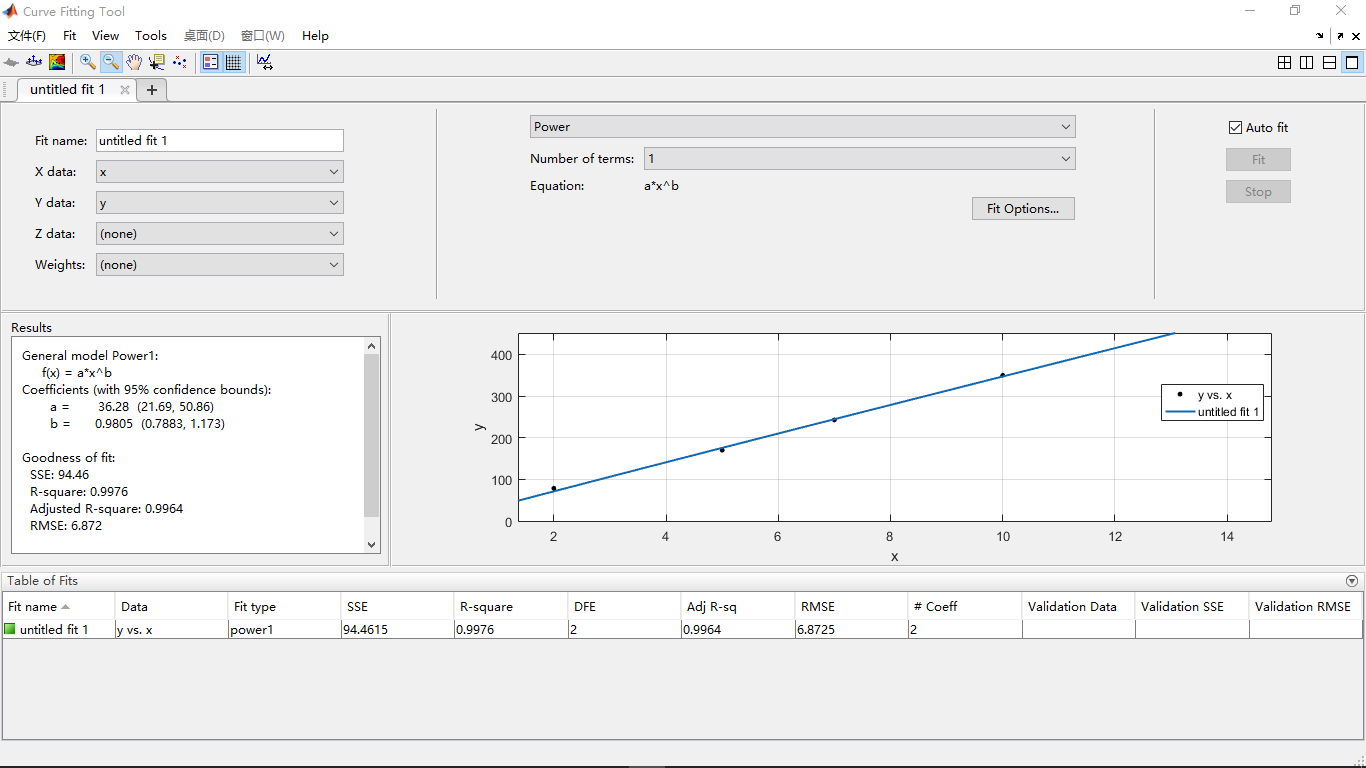 Curve Fitting Tool
文件(F) Fit View Tools 桌面(D) 窗口(W) Help
untitled fit 1
Fit name: untitled fit 1
X data: x
Y data: y
Z data: (none)
Weights: (none)
Power
Number of terms: 1
Equation: a*x^b
Fit Options...
Auto fit
Fit
Stop
Results
General model Power1:
f(x) = a*x^b
Coefficients (with 95% confidence bounds):
a = 36.28 (21.69, 50.86)
b = 0.9805 (0.7883, 1.173)
Goodness of fit:
SSE: 94.46
R-square: 0.9976
Adjusted R-square: 0.9964
RMSE: 6.872
400
300
200
100
0
y
2 4 6 8 10 12 14
x
y vs. x
untitled fit 1
Table of Fits
Fit name Data Fit type SSE R-square DFE Adj R-sq RMSE # Coeff Validation Data Validation SSE Validation RMSE
untitled fit 1 y vs. x power1 94.4615 0.9976 2 0.9964 6.8725 2